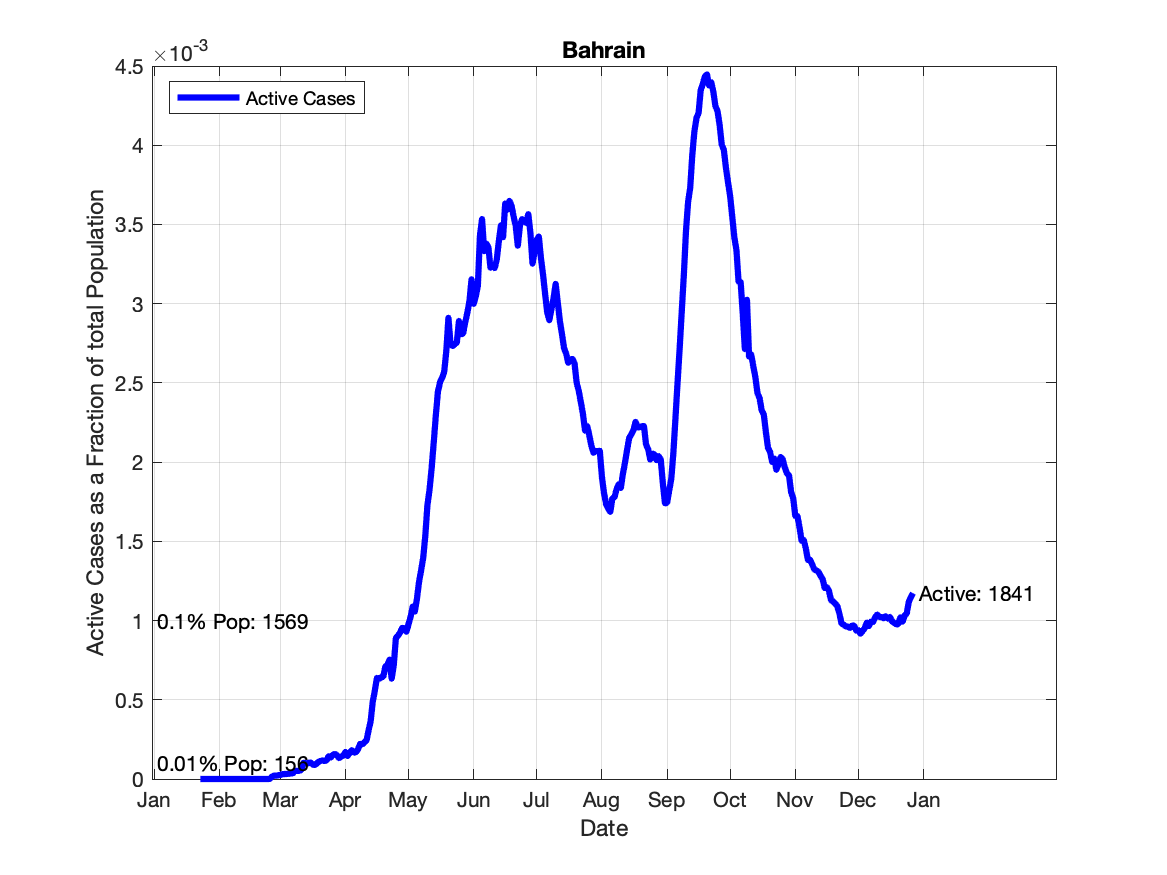 Bahrain
×10-3
4.5
4
3.5
3
2.5
2
1.5
1
0.5
0
Active Cases as a Fraction of total Population
Active Cases
0.1% Pop: 1569
0.01% Pop: 156
Active: 1841
Jan Feb Mar Apr May Jun Jul Aug Sep Oct Nov Dec Jan
Date